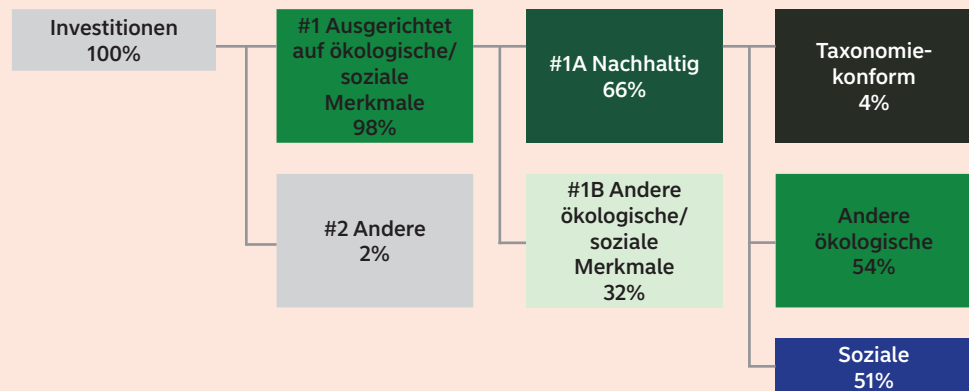 Investitionen
100%
#1 Ausgerichtet
auf ökologische/
soziale
Merkmale
98%
#1A Nachhaltig
66%
Taxonomie-
konform
4%
#2 Andere
2%
#1B Andere
ökologische/
soziale
Merkmale
32%
Andere
ökologische
54%
Soziale
51%